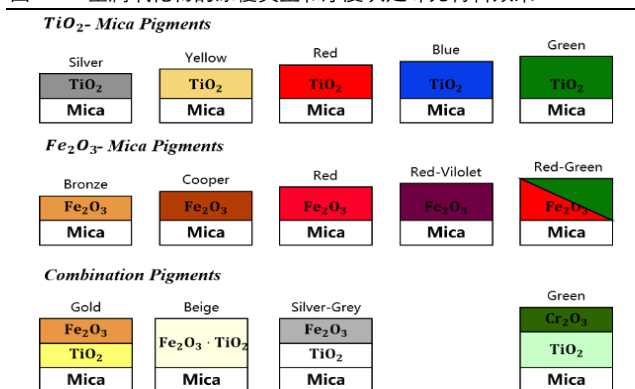 TiO₂- Mica Pigments
Silver Yellow Red Blue Green
TiO₂ TiO₂ TiO₂ TiO₂ TiO₂
Mica Mica Mica Mica Mica
Fe₂O₃- Mica Pigments
Bronze Cooper Red Red-Vilolet Red-Green
Fe₂O₃ Fe₂O₃ Fe₂O₃ Fe₂O₃ Fe₂O₃
Mica Mica Mica Mica Mica
Combination Pigments
Gold Beige Silver-Grey Green
Fe₂O₃ Fe₂O₃ · TiO₂ Fe₂O₃ Cr₂O₃
TiO₂ TiO₂ TiO₂
Mica Mica Mica Mica